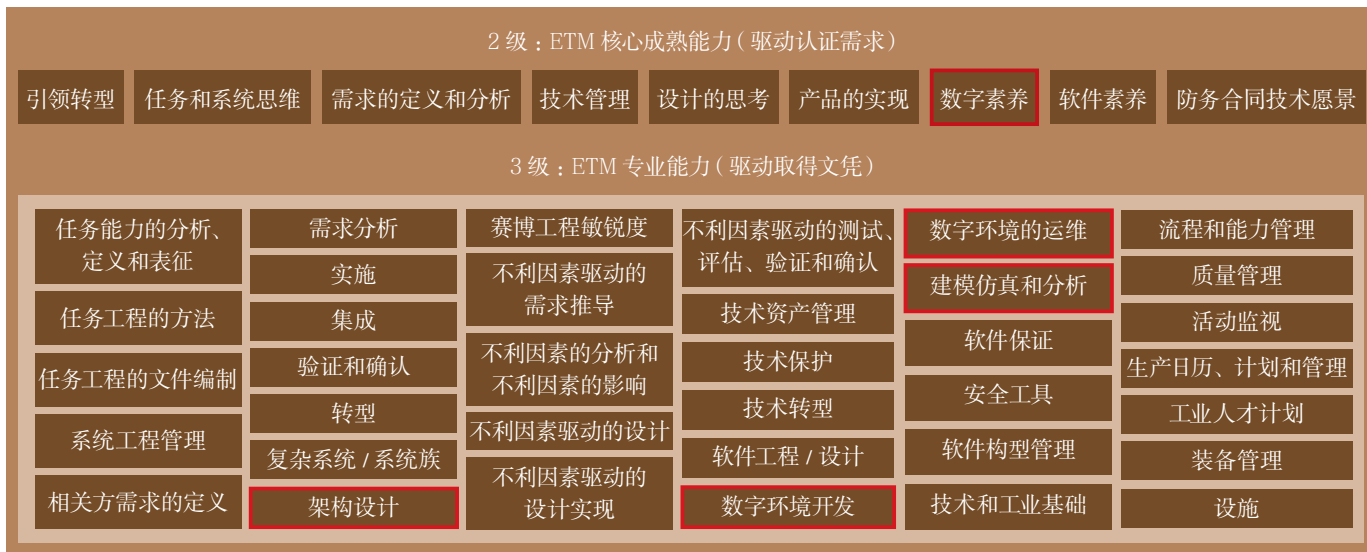 2级：ETM 核心成熟能力（驱动认证需求）
引领转型
任务和系统思维
需求的定义和分析
技术管理
设计的思考
产品的实现
数字素养
软件素养
防务合同技术愿景
3级：ETM 专业能力（驱动取得文凭）
任务能力的分析、
定义和表征
任务工程的方法
任务工程的文件编制
系统工程管理
相关方需求的定义
需求分析
实施
集成
验证和确认
转型
复杂系统 / 系统族
架构设计
赛博工程敏锐度
不利因素驱动的
需求推导
不利因素的分析和
不利因素的影响
不利因素驱动的设计
不利因素驱动的
设计实现
不利因素驱动的测试、
评估、验证和确认
技术资产管理
技术保护
技术转型
软件工程 / 设计
数字环境开发
数字环境的运维
建模仿真和分析
软件保证
安全工具
软件构型管理
技术和工业基础
流程和能力管理
质量管理
活动监视
生产日历、计划和管理
工业人才计划
装备管理
设施